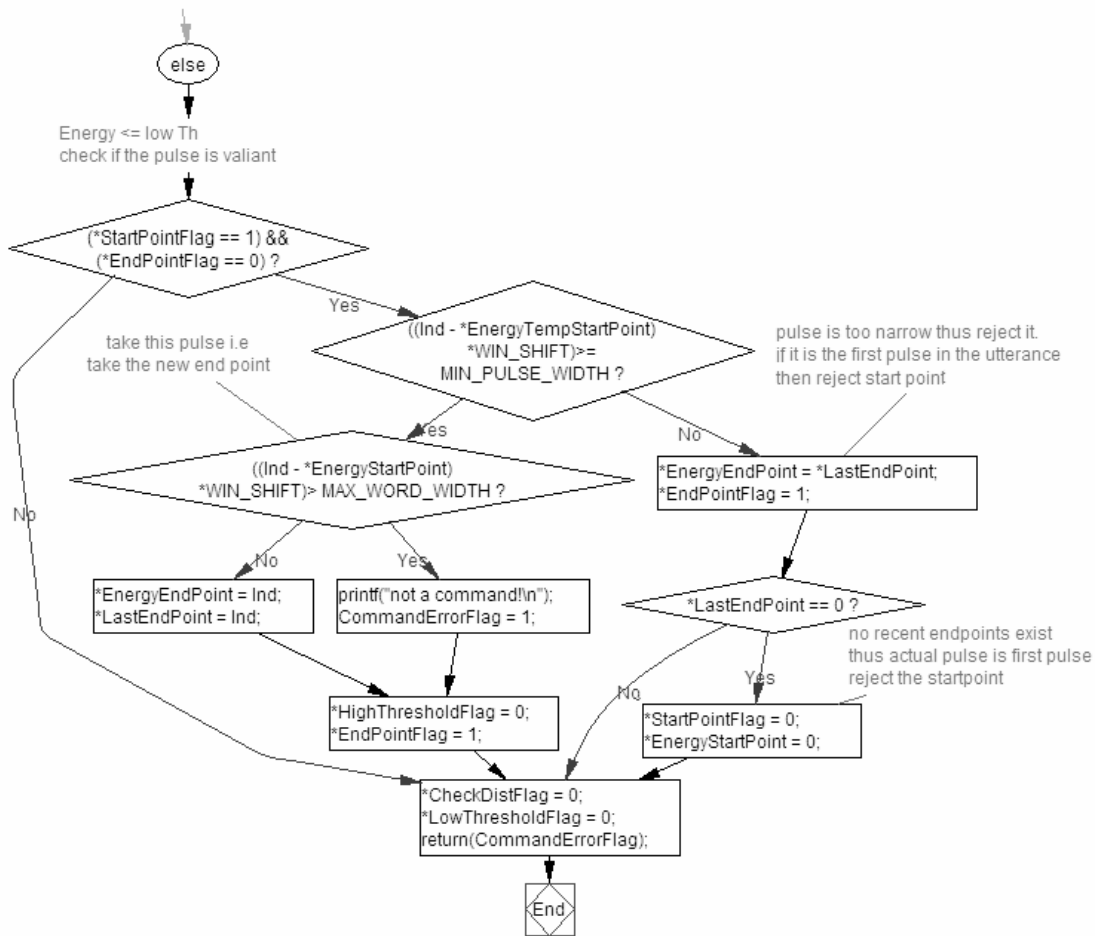 else
Energy <= low Th
check if the pulse is valiant
(*StartPointFlag == 1) &&
(*EndPointFlag == 0) ?
Yes
No
((Ind - *EnergyTempStartPoint)
*WIN_SHIFT)>=
MIN_PULSE_WIDTH ?
take this pulse i.e
take the new end point
pulse is too narrow thus reject it.
if it is the first pulse in the utterance
then reject start point
Yes
No
((Ind - *EnergyStartPoint)
*WIN_SHIFT)> MAX_WORD_WIDTH ?
*EnergyEndPoint = *LastEndPoint;
*EndPointFlag = 1;
No
Yes
*EnergyEndPoint = Ind;
*LastEndPoint = Ind;
printf("not a command!\n");
CommandErrorFlag = 1;
*LastEndPoint == 0 ?
no recent endpoints exist
thus actual pulse is first pulse
reject the startpoint
No
Yes
*HighThresholdFlag = 0;
*EndPointFlag = 1;
*StartPointFlag = 0;
*EnergyStartPoint = 0;
*CheckDistFlag = 0;
*LowThresholdFlag = 0;
return(CommandErrorFlag);
End